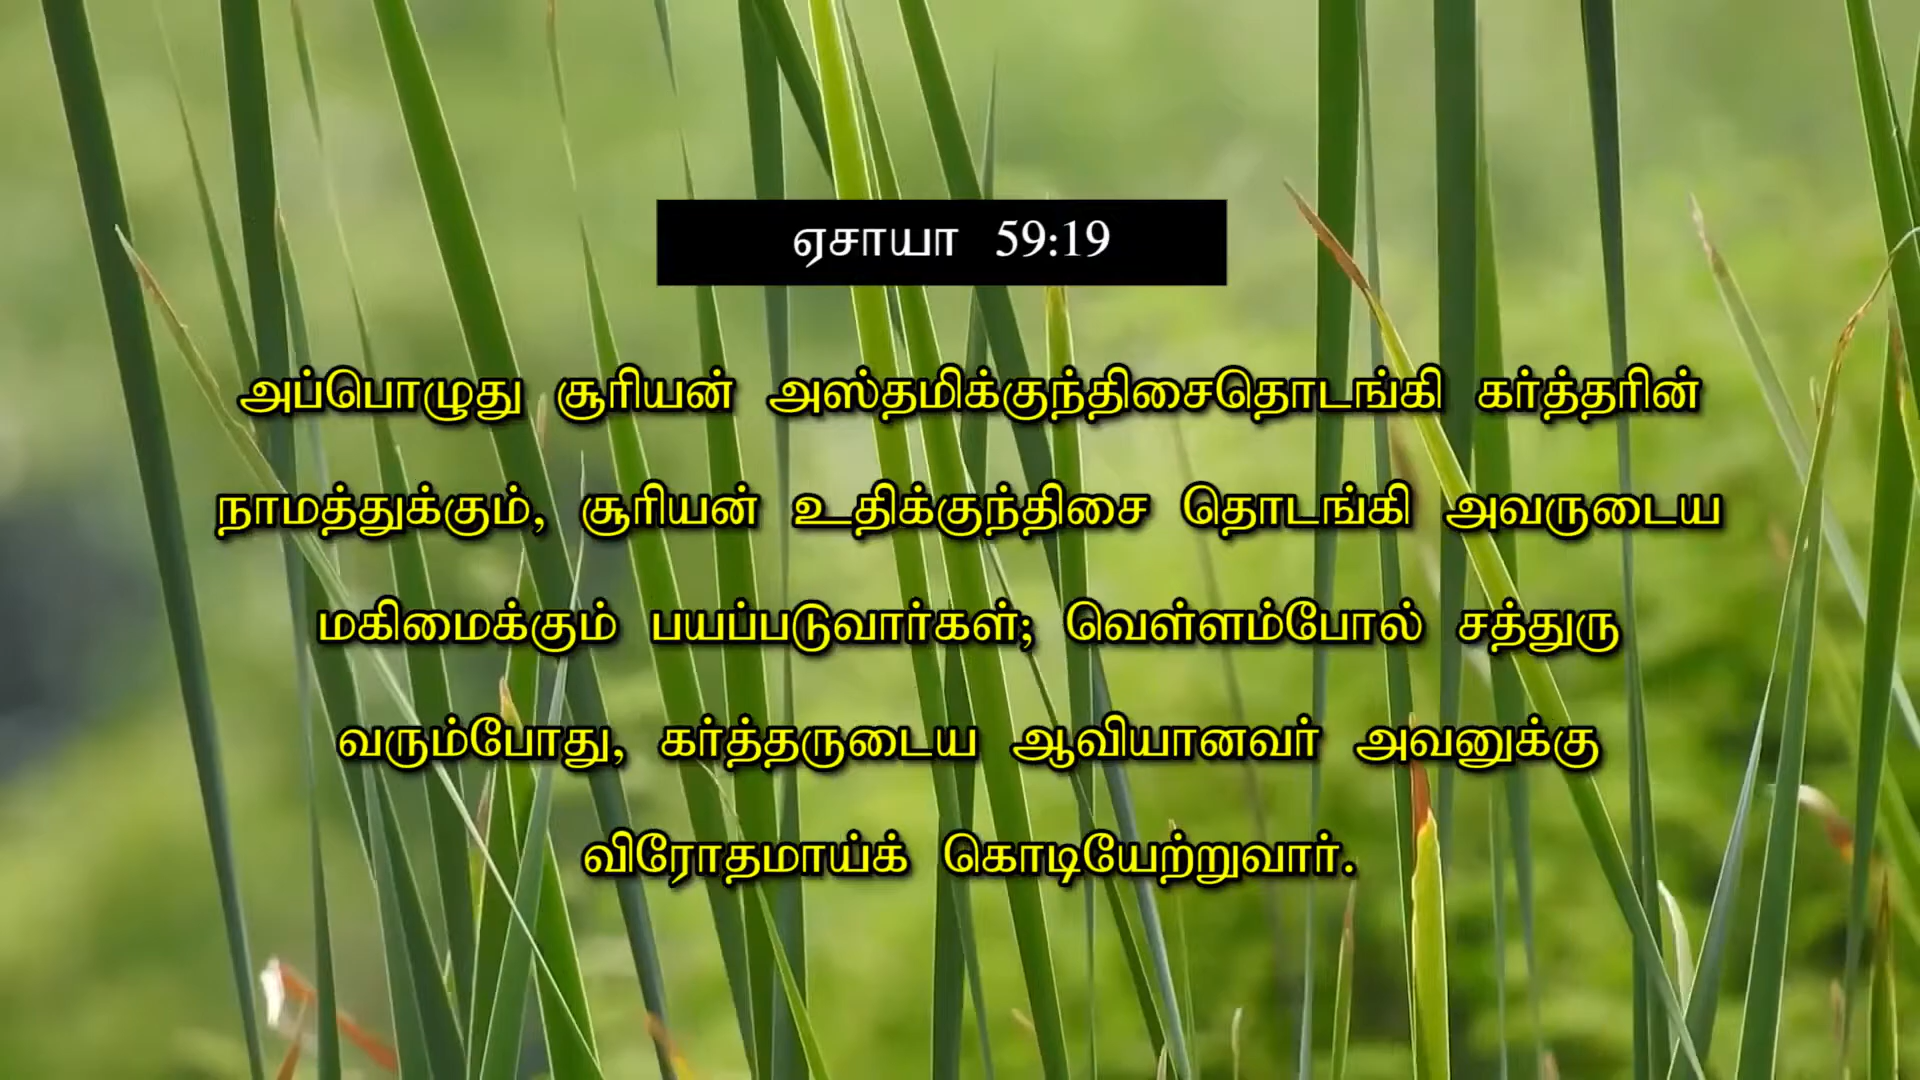 ஏசாயா 59:19
அப்பொழுது சூரியன் அஸ்தமிக்குந்திசைதொடங்கி கர்த்தரின்
நாமத்துக்கும், சூரியன் உதிக்குந்திசை தொடங்கி அவருடைய
மகிமைக்கும் பயப்படுவார்கள்; வெள்ளம்போல் சத்துரு
வரும்போது, கர்த்தருடைய ஆவியானவர் அவனுக்கு
விரோதமாய்க் கொடியேற்றுவார்.